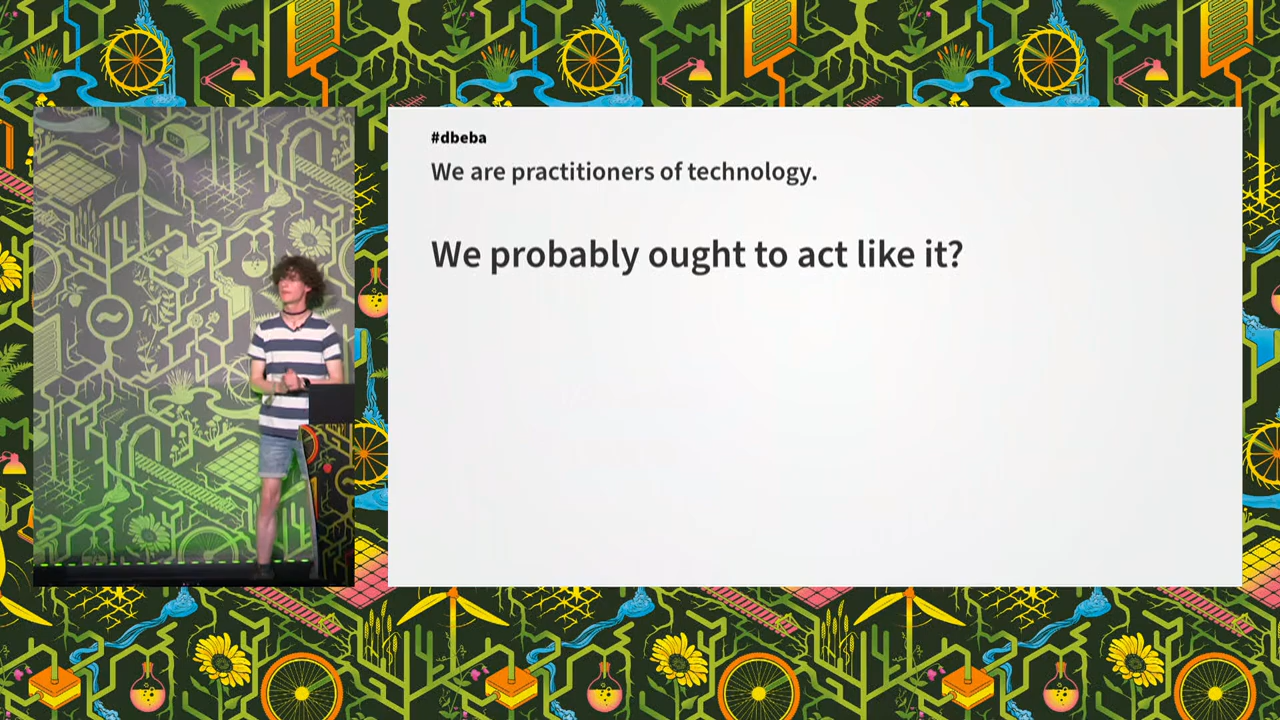 #dbeba
We are practitioners of technology.
We probably ought to act like it?